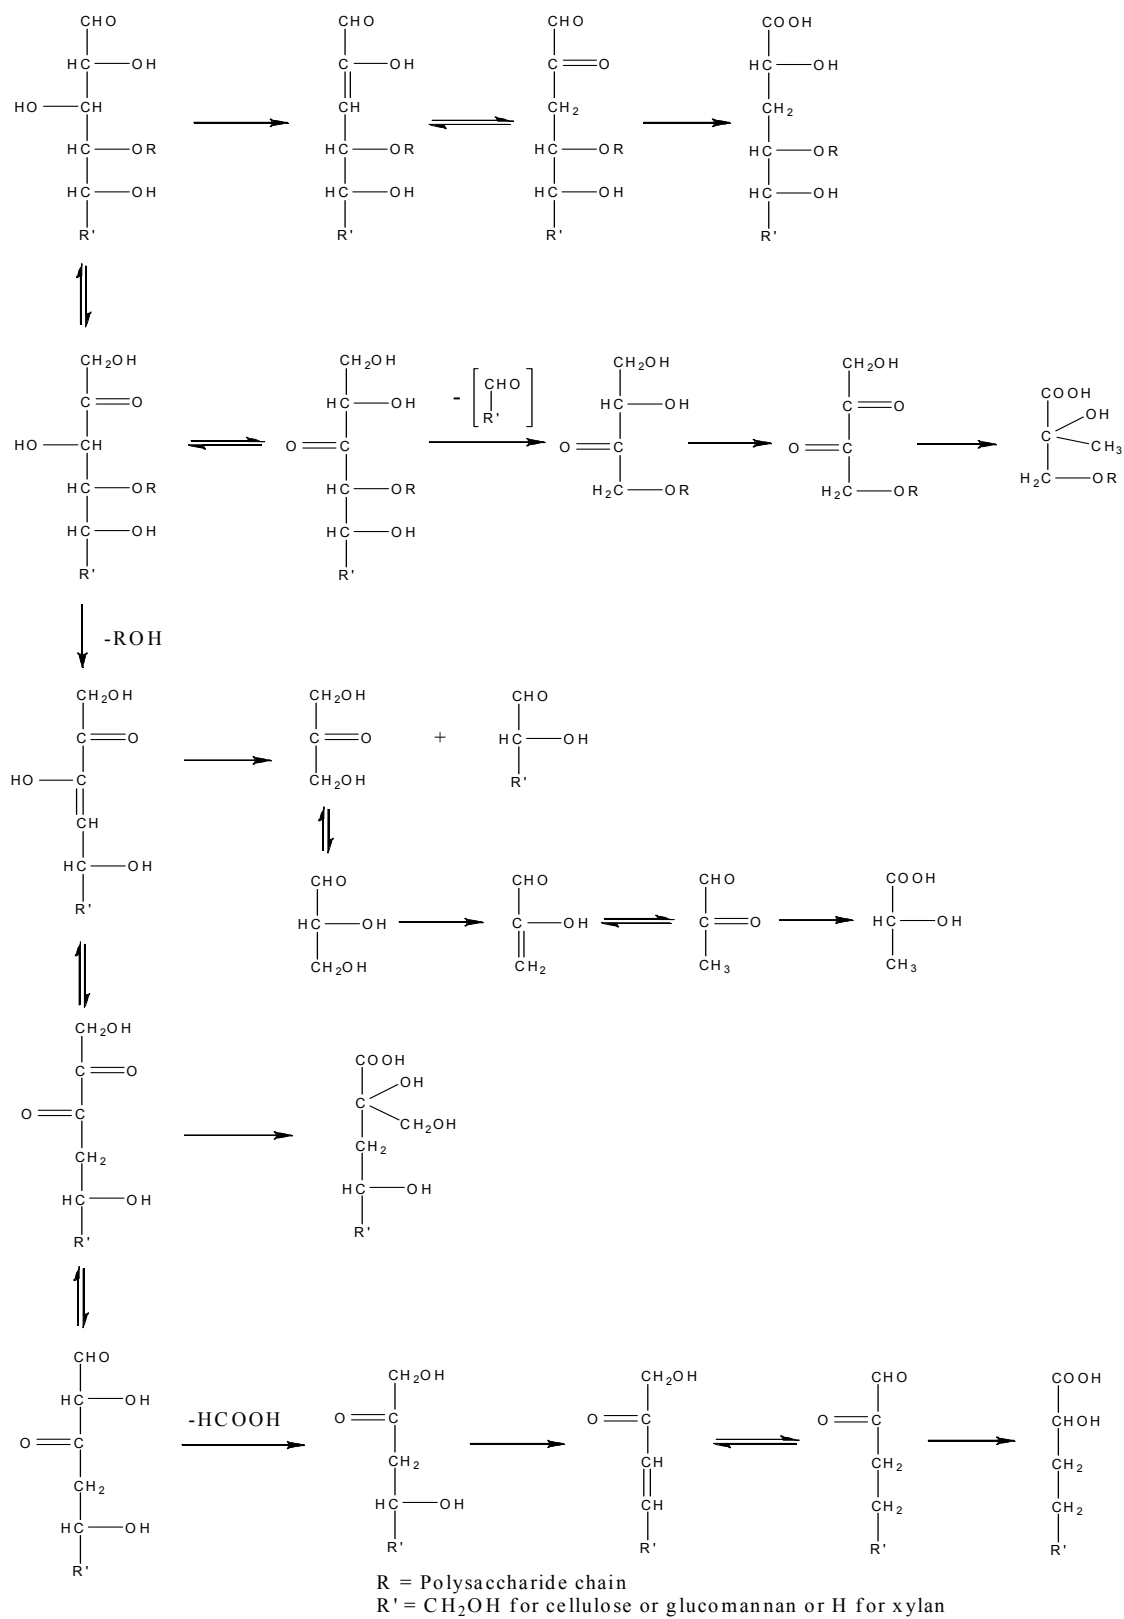 CHO CHO CHO COOH
HC OH C OH C O HC OH
HO CH CH CH2 CH2
HC OR HC OR HC OR HC OR
HC OH HC OH HC OH HC OH
R' R' R' R'
CH2OH CH2OH - CHO CH2OH CH2OH COOH
C O HC OH R' HC OH C O OH
HO CH O C O C O C C CH3
HC OR HC OR H2C OR H2C OR H2C OR
HC OH HC OH
R' R'
-ROH
CH2OH CH2OH CHO
C O C O + HC OH
HO C CH2OH R'
CH
HC OH CHO CHO CHO COOH
R' HC OH C OH C O HC OH
CH2OH CH2 CH3 CH3
CH2OH COOH
C O OH
O C C CH2OH
CH2 CH2
HC OH HC OH
R' R'
CHO CH2OH CH2OH CHO COOH
HC OH -HCOOH O C O C O C CHOH
O C CH2 CH CH2 CH2
CH2 HC OH CH CH2 CH2
HC OH R' R' R' R'
R'
R = Polysaccharide chain
R' = CH2OH for cellulose or glucomannan or H for xylan